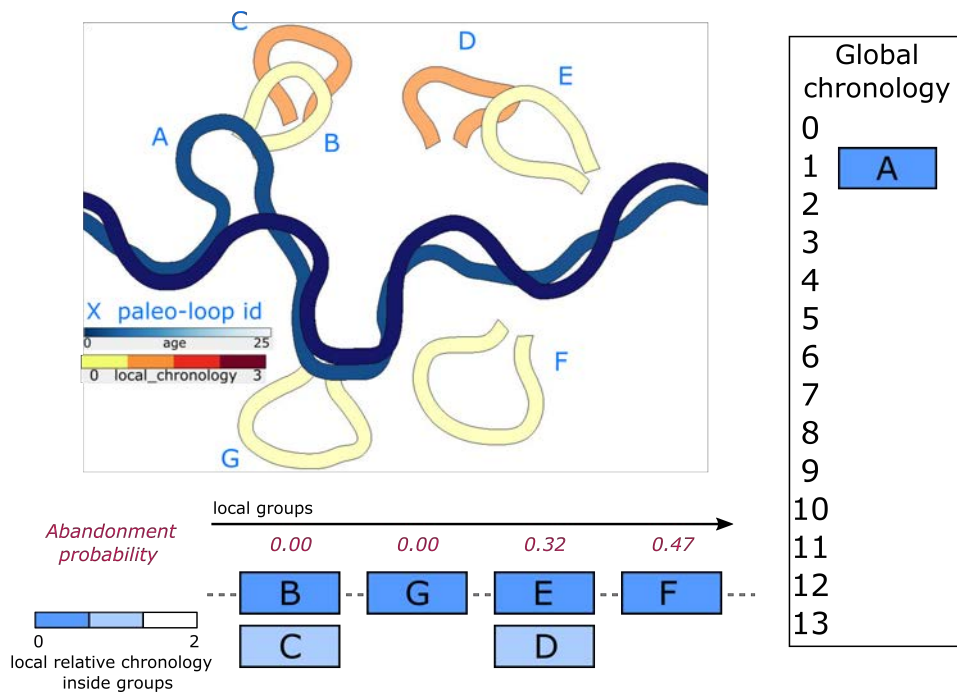 C
D
E
A
B
X paleo-loop id
0 age 25
0 local_chronology 3
F
G
Global
chronology
0
1 A
2
3
4
5
6
7
8
9
10
11
12
13
local groups
Abandonment
probability
0.00 0.00 0.32 0.47
B G E F
C D
0 2
local relative chronology
inside groups